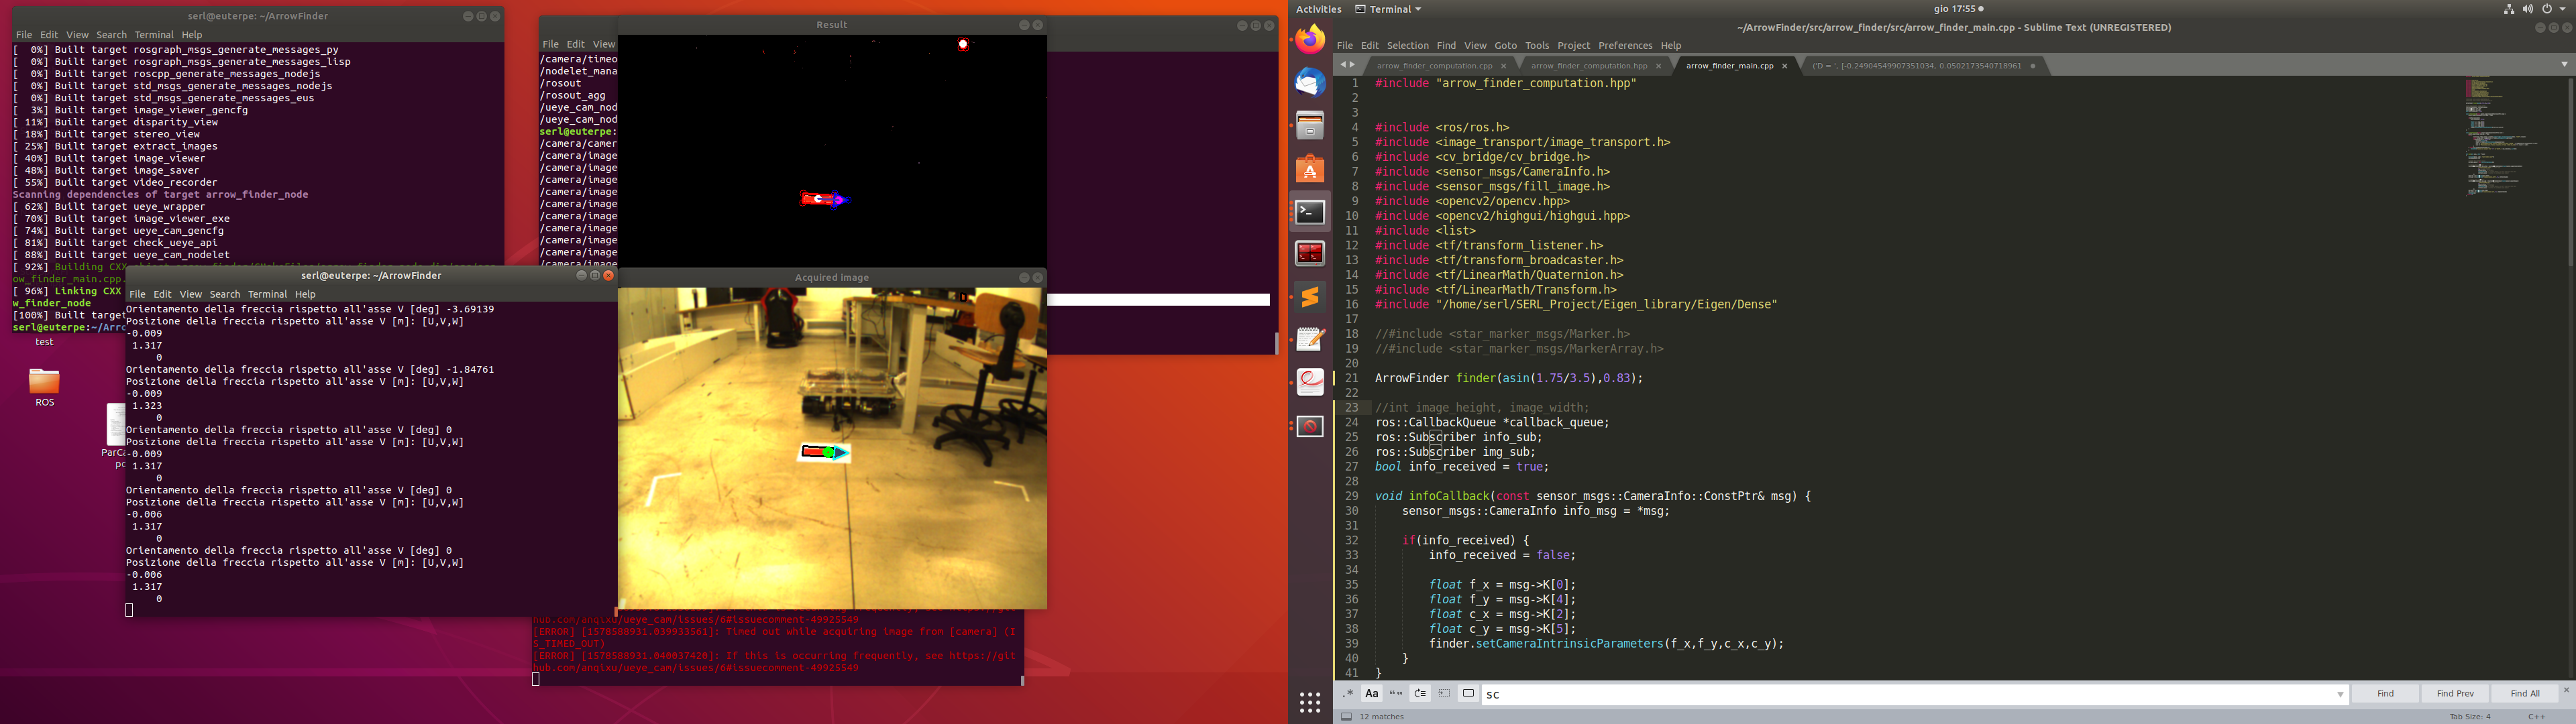 serl@euterpe: ~/ArrowFinder
File Edit View Search Terminal Help
[  0%] Built target rosgraph_msgs_generate_messages_py
[  0%] Built target rosgraph_msgs_generate_messages_lisp
[  0%] Built target roscpp_generate_messages_nodejs
[  0%] Built target std_msgs_generate_messages_nodejs
[  0%] Built target std_msgs_generate_messages_eus
[  3%] Built target image_viewer_gencfg
[ 11%] Built target disparity_view
[ 18%] Built target stereo_view
[ 25%] Built target extract_images
[ 40%] Built target image_viewer
[ 48%] Built target image_saver
[ 55%] Built target video_recorder
Scanning dependencies of target arrow_finder_node
[ 62%] Built target ueye_wrapper
[ 70%] Built target image_viewer_exe
[ 74%] Built target ueye_cam_gencfg
[ 81%] Built target check_ueye_api
[ 88%] Built target ueye_cam_nodelet
[ 92%] Building CXX
ow_finder_main.cpp.
[ 96%] Linking CXX
w_finder_node
[100%] Built target
serl@euterpe:~/Arro
test
ROS
ParCa
serl@euterpe: ~/ArrowFinder
File Edit View Search Terminal Help
Orientamento della freccia rispetto all'asse V [deg] -3.69139
Posizione della freccia rispetto all'asse V [m]: [U,V,W]
-0.009
1.317
0
Orientamento della freccia rispetto all'asse V [deg] -1.84761
Posizione della freccia rispetto all'asse V [m]: [U,V,W]
-0.009
1.323
0
Orientamento della freccia rispetto all'asse V [deg] 0
Posizione della freccia rispetto all'asse V [m]: [U,V,W]
-0.009
1.317
0
Orientamento della freccia rispetto all'asse V [deg] 0
Posizione della freccia rispetto all'asse V [m]: [U,V,W]
-0.006
1.317
0
Orientamento della freccia rispetto all'asse V [deg] 0
Posizione della freccia rispetto all'asse V [m]: [U,V,W]
-0.006
1.317
0
File Edit View
/camera/timeo
/nodelet_mana
/rosout
/rosout_agg
/ueye_cam_nod
/ueye_cam_nod
serl@euterpe:
/camera/camer
/camera/image
/camera/image
/camera/image
/camera/image
/camera/image
/camera/image
/camera/image
/camera/image
/camera/image
/camera/image
Result
Acquired image
hub.com/anqixu/ueye_cam/issues/6#issuecomment-49925549
[ERROR] [1578588931.039933561]: Timed out while acquiring image from [camera] (I
S_TIMED_OUT)
[ERROR] [1578588931.040037420]: If this is occurring frequently, see https://git
hub.com/anqixu/ueye_cam/issues/6#issuecomment-49925549
Activities Terminal gio 17:55
~/ArrowFinder/src/arrow_finder/src/arrow_finder_main.cpp - Sublime Text (UNREGISTERED)
File Edit Selection Find View Goto Tools Project Preferences Help
arrow_finder_computation.cpp arrow_finder_computation.hpp arrow_finder_main.cpp ('D = ', [-0.24904549907351034, 0.0502173540718961
1 #include "arrow_finder_computation.hpp"
2
3
4 #include <ros/ros.h>
5 #include <image_transport/image_transport.h>
6 #include <cv_bridge/cv_bridge.h>
7 #include <sensor_msgs/CameraInfo.h>
8 #include <sensor_msgs/fill_image.h>
9 #include <opencv2/opencv.hpp>
10 #include <opencv2/highgui/highgui.hpp>
11 #include <list>
12 #include <tf/transform_listener.h>
13 #include <tf/transform_broadcaster.h>
14 #include <tf/LinearMath/Quaternion.h>
15 #include <tf/LinearMath/Transform.h>
16 #include "/home/serl/SERL_Project/Eigen_library/Eigen/Dense"
17
18 //#include <star_marker_msgs/Marker.h>
19 //#include <star_marker_msgs/MarkerArray.h>
20
21 ArrowFinder finder(asin(1.75/3.5),0.83);
22
23 //int image_height, image_width;
24 ros::CallbackQueue *callback_queue;
25 ros::Subscriber info_sub;
26 ros::Subscriber img_sub;
27 bool info_received = true;
28
29 void infoCallback(const sensor_msgs::CameraInfo::ConstPtr& msg) {
30 sensor_msgs::CameraInfo info_msg = *msg;
31
32 if(info_received) {
33 info_received = false;
34
35 float f_x = msg->K[0];
36 float f_y = msg->K[4];
37 float c_x = msg->K[2];
38 float c_y = msg->K[5];
39 finder.setCameraIntrinsicParameters(f_x,f_y,c_x,c_y);
40 }
41 }
.* Aa “” sc Find Find Prev Find All
12 matches Tab Size: 4 C++